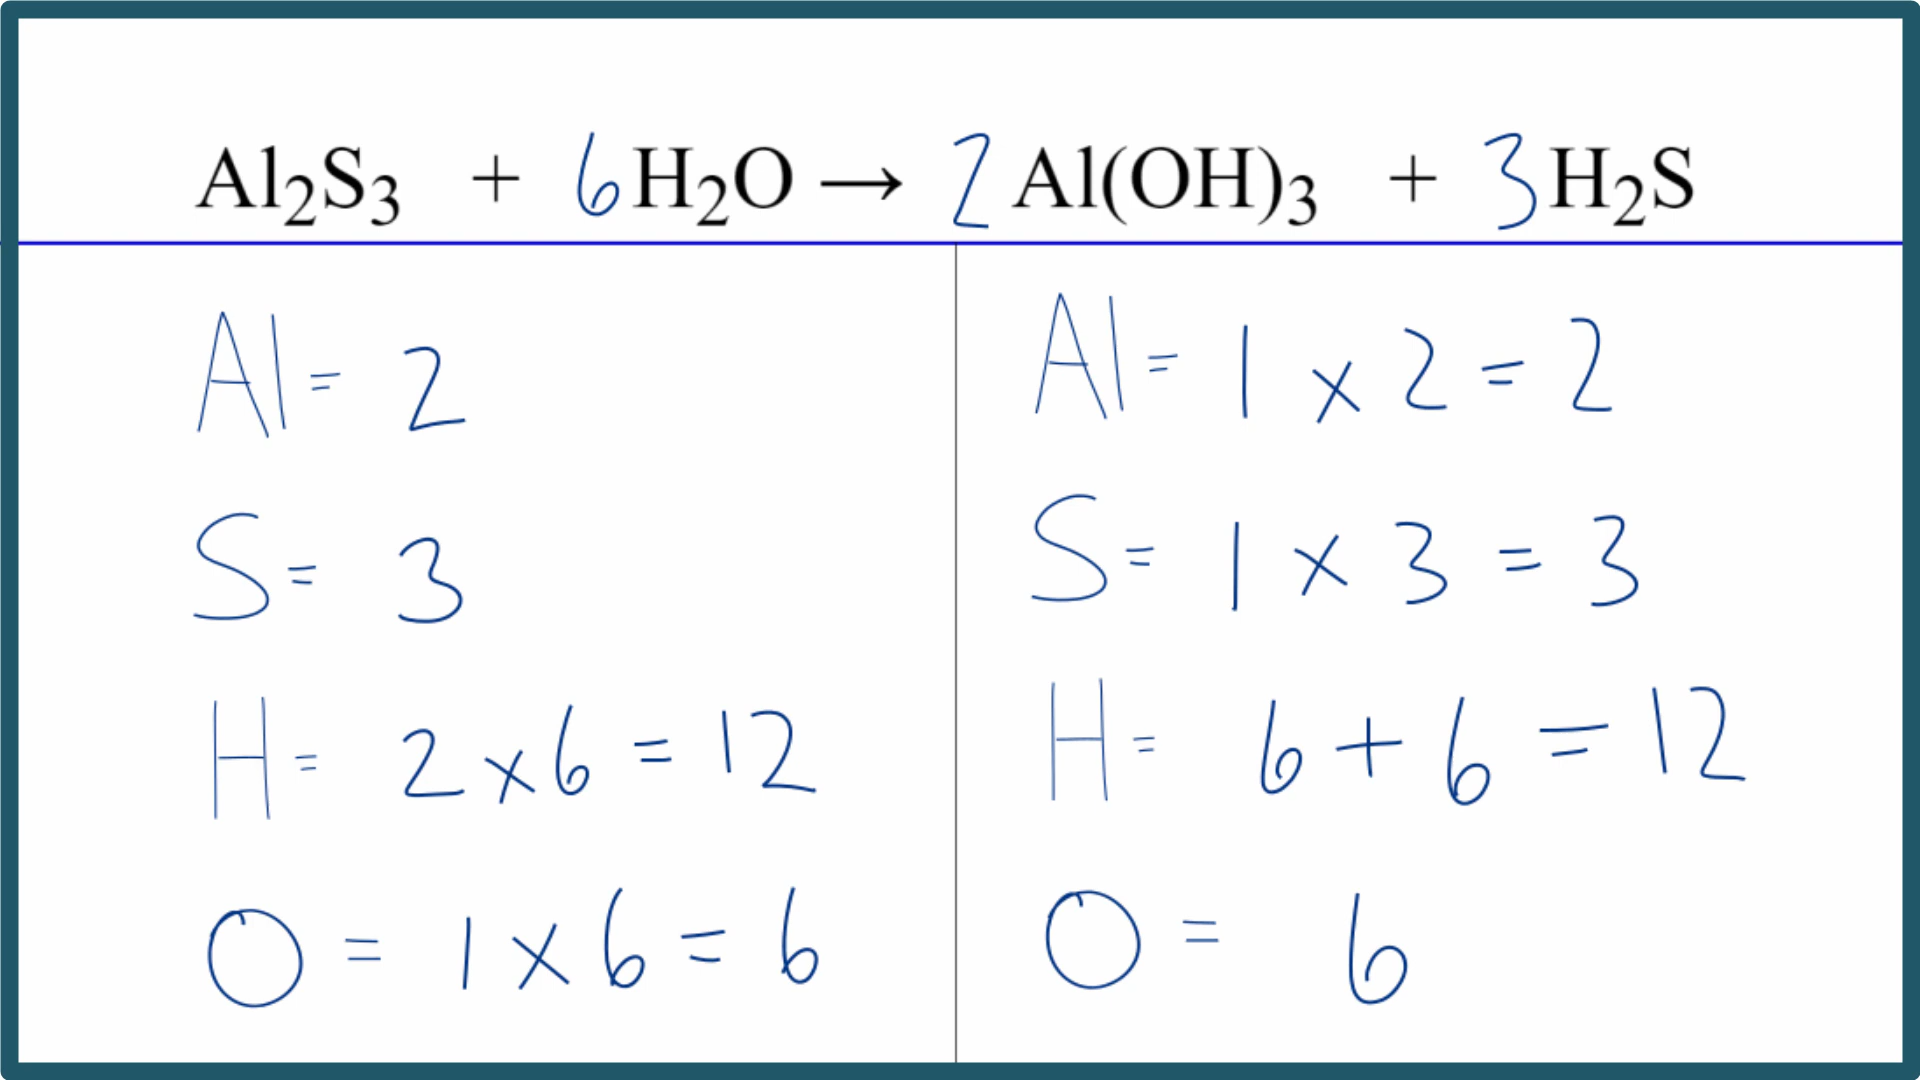 Al₂S₃ + 6H₂O → 2Al(OH)₃ + 3H₂S
Al = 2
S = 3
H = 2 x 6 = 12
O = 1 x 6 = 6
Al = 1 x 2 = 2
S = 1 x 3 = 3
H = 6 + 6 = 12
O = 6